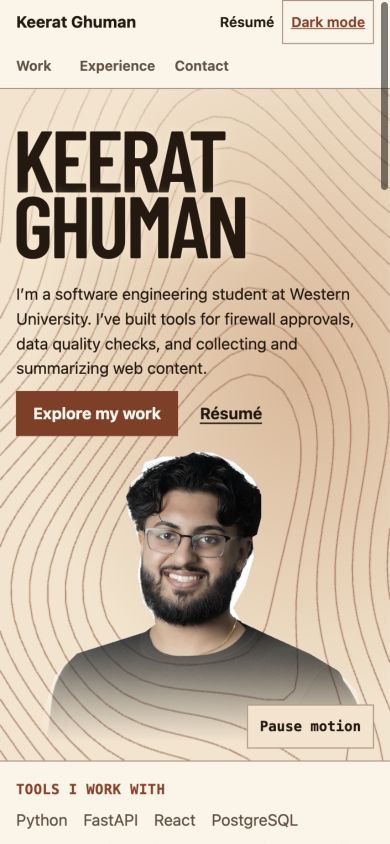 Keerat Ghuman
Résumé
Dark mode
Work
Experience
Contact
KEERAT
GHUMAN
I’m a software engineering student at Western
University. I’ve built tools for firewall approvals,
data quality checks, and collecting and
summarizing web content.
Explore my work
Résumé
Pause motion
TOOLS I WORK WITH
Python FastAPI React PostgreSQL